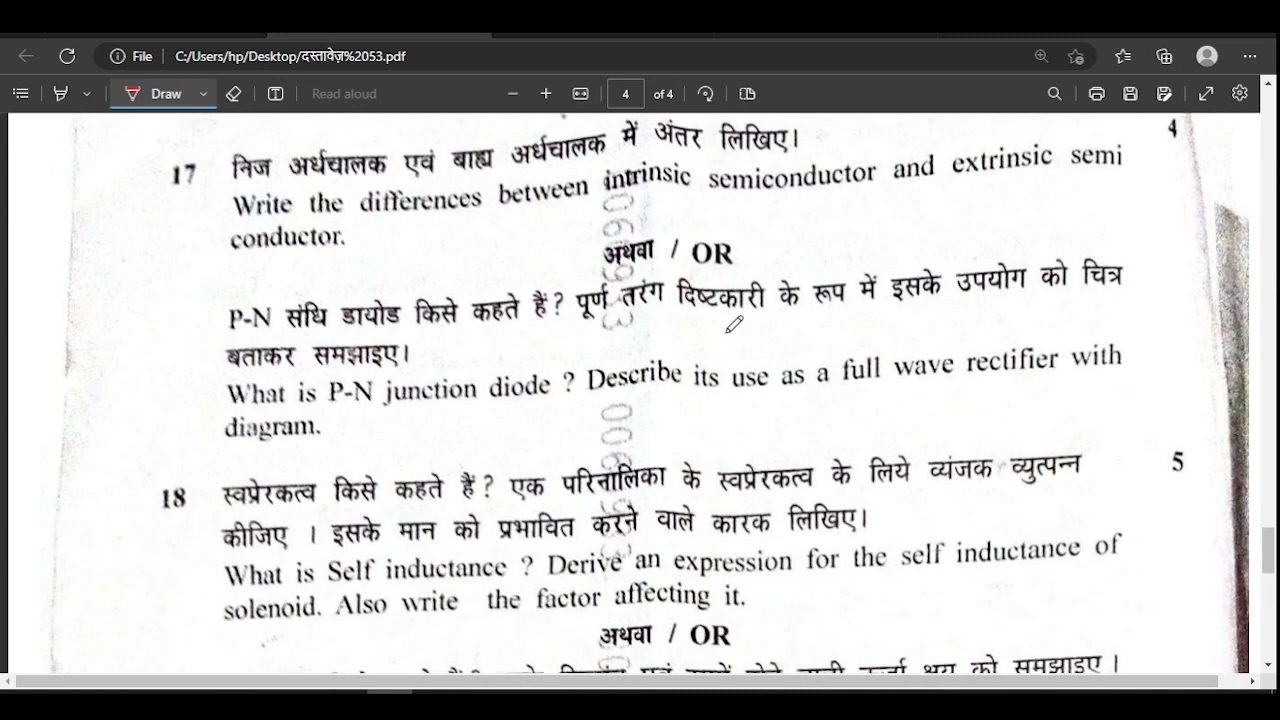 File C:/Users/hp/Desktop/दस्तावेज़%2053.pdf
Draw Read aloud 4 of 4
17 निज अर्धचालक एवं बाह्य अर्धचालक में अंतर लिखिए। 4
Write the differences between intrinsic semiconductor and extrinsic semi
conductor.
अथवा / OR
P-N संधि डायोड किसे कहते हैं? पूर्ण तरंग दिष्टकारी के रूप में इसके उपयोग को चित्र
बताकर समझाइए।
What is P-N junction diode ? Describe its use as a full wave rectifier with
diagram.
18 स्वप्रेरकत्व किसे कहते हैं? एक परिनालिका के स्वप्रेरकत्व के लिये व्यंजक व्युत्पन्न 5
कीजिए । इसके मान को प्रभावित करने वाले कारक लिखिए।
What is Self inductance ? Derive an expression for the self inductance of
solenoid. Also write the factor affecting it.
अथवा / OR
को समझाइए ।